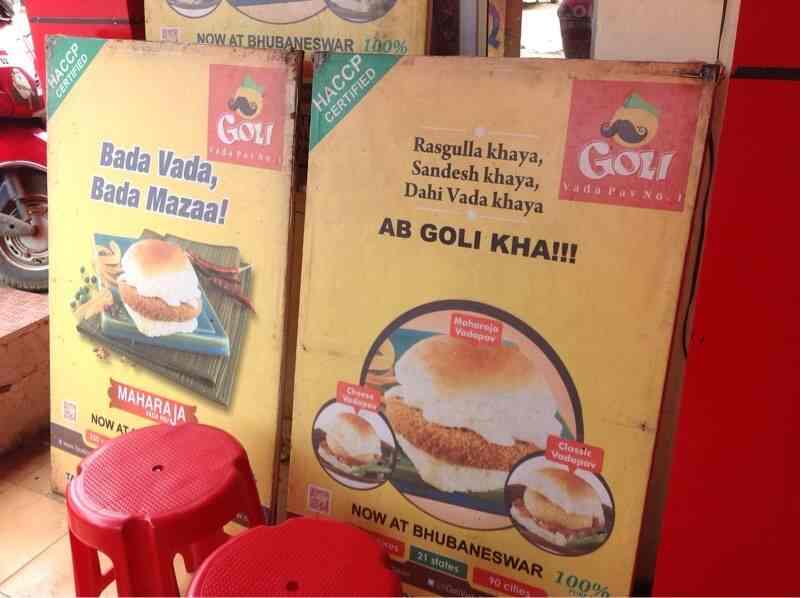 NOW AT BHUBANESWAR 100%
HACCP
CERTIFIED
GOLI
Vada Pav No. 1
Bada Vada,
Bada Mazaa!
MAHARAJA
NOW AT
HACCP
CERTIFIED
GOLI
Vada Pav No. 1
Rasgulla khaya,
Sandesh khaya,
Dahi Vada khaya
AB GOLI KHA!!!
Maharaja
Vadapav
Cheese
Vadapav
Classic
Vadapav
NOW AT BHUBANESWAR 100%
21 states
90 cities